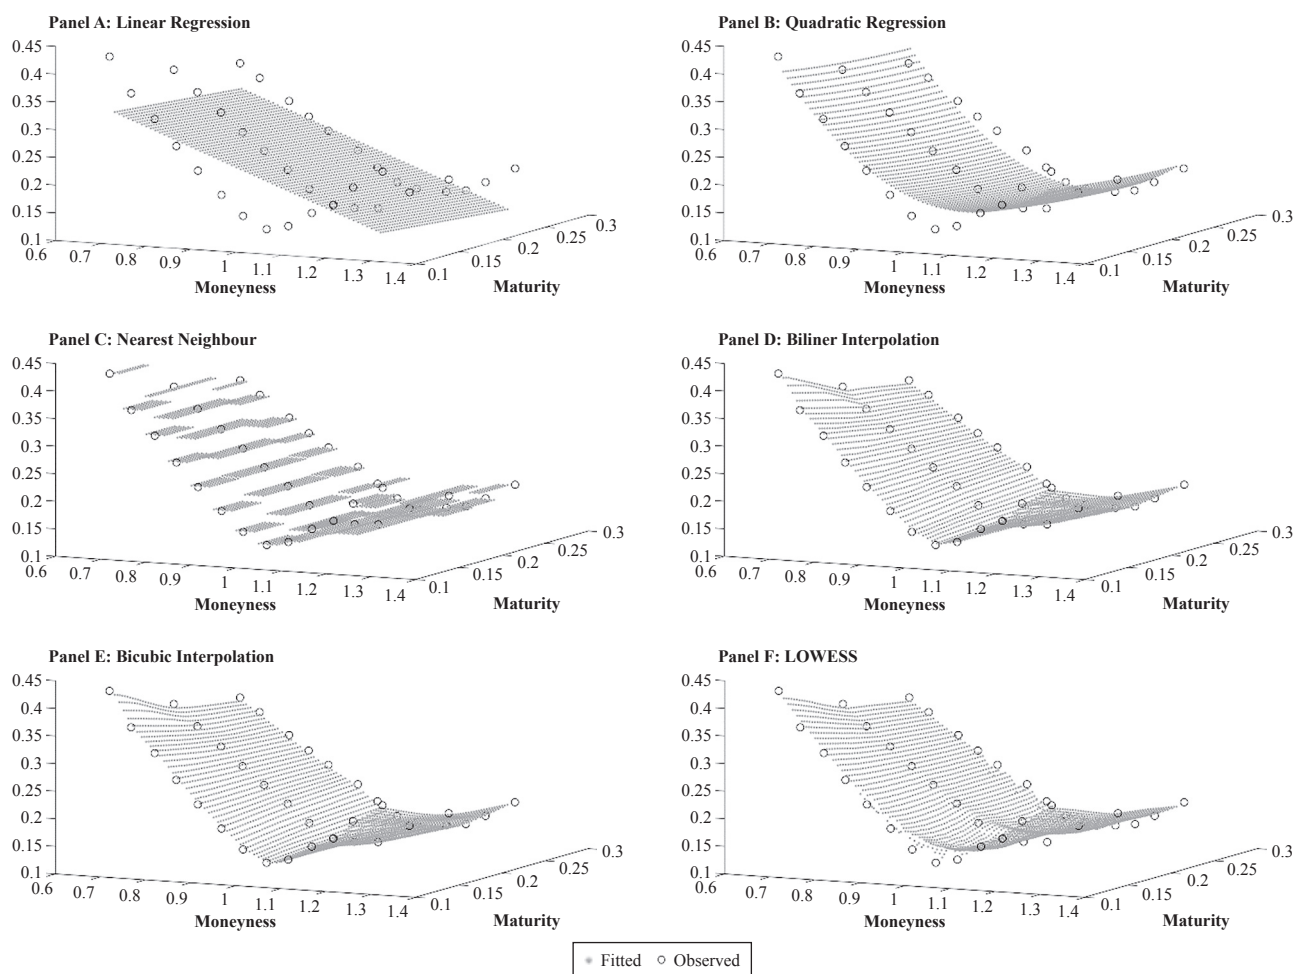 Panel A: Linear Regression
0.45
0.4
0.35
0.3
0.25
0.2
0.15
0.1
0.6 0.7 0.8 0.9 1 1.1 1.2 1.3 1.4
0.1 0.15 0.2 0.25 0.3
Moneyness
Maturity
Panel B: Quadratic Regression
0.45
0.4
0.35
0.3
0.25
0.2
0.15
0.1
0.6 0.7 0.8 0.9 1 1.1 1.2 1.3 1.4
0.1 0.15 0.2 0.25 0.3
Moneyness
Maturity
Panel C: Nearest Neighbour
0.45
0.4
0.35
0.3
0.25
0.2
0.15
0.1
0.6 0.7 0.8 0.9 1 1.1 1.2 1.3 1.4
0.1 0.15 0.2 0.25 0.3
Moneyness
Maturity
Panel D: Biliner Interpolation
0.45
0.4
0.35
0.3
0.25
0.2
0.15
0.1
0.6 0.7 0.8 0.9 1 1.1 1.2 1.3 1.4
0.1 0.15 0.2 0.25 0.3
Moneyness
Maturity
Panel E: Bicubic Interpolation
0.45
0.4
0.35
0.3
0.25
0.2
0.15
0.1
0.6 0.7 0.8 0.9 1 1.1 1.2 1.3 1.4
0.1 0.15 0.2 0.25 0.3
Moneyness
Maturity
Panel F: LOWESS
0.45
0.4
0.35
0.3
0.25
0.2
0.15
0.1
0.6 0.7 0.8 0.9 1 1.1 1.2 1.3 1.4
0.1 0.15 0.2 0.25 0.3
Moneyness
Maturity
Fitted Observed